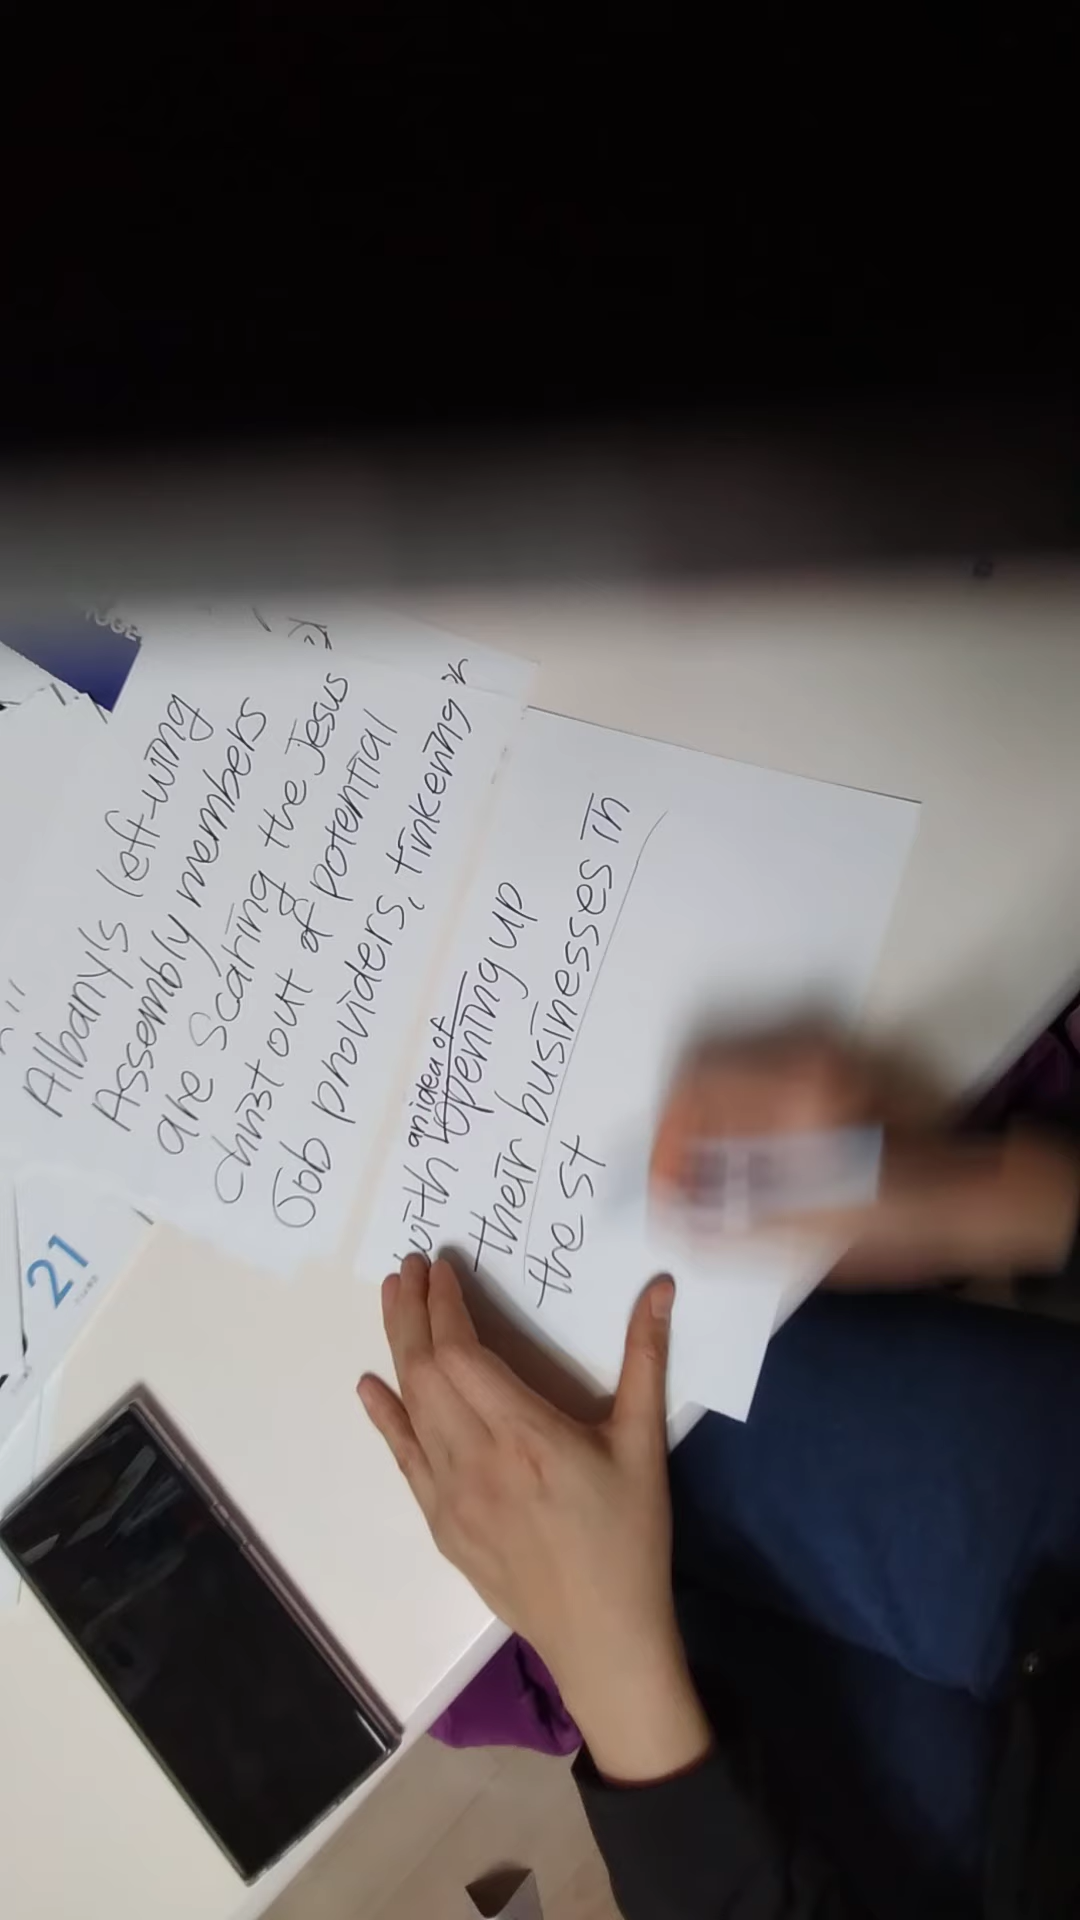 Albany's left-wing
Assembly members
are Scaring the Jesus
christ out of potential
Job providers, tinkering
with an idea of opening up
their businesses in
the st
21